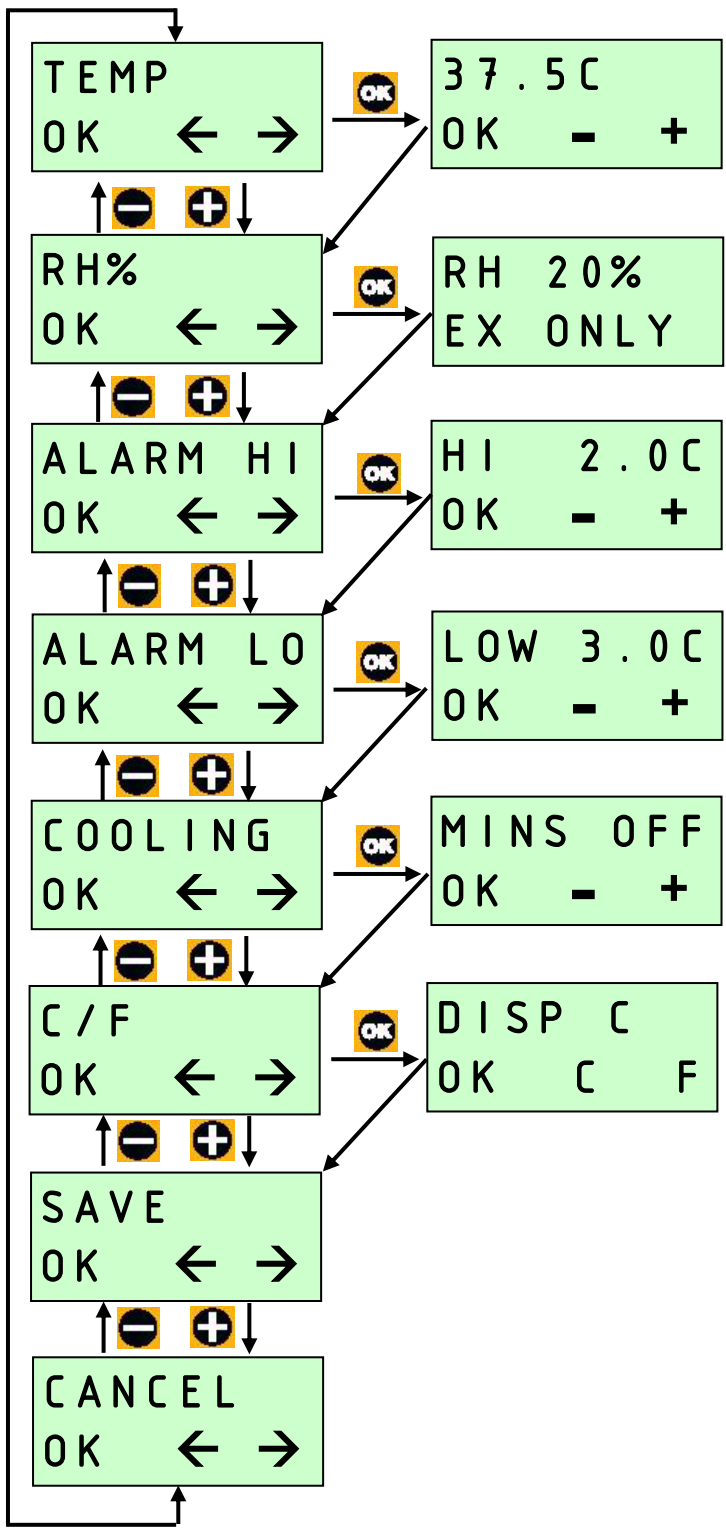 TEMP
OK ← →
OK
37.5C
OK - +
RH%
OK ← →
OK
RH 20%
EX ONLY
ALARM HI
OK ← →
OK
HI 2.0C
OK - +
ALARM LO
OK ← →
OK
LOW 3.0C
OK - +
COOLING
OK ← →
OK
MINS OFF
OK - +
C/F
OK ← →
OK
DISP C
OK C F
SAVE
OK ← →
CANCEL
OK ← →